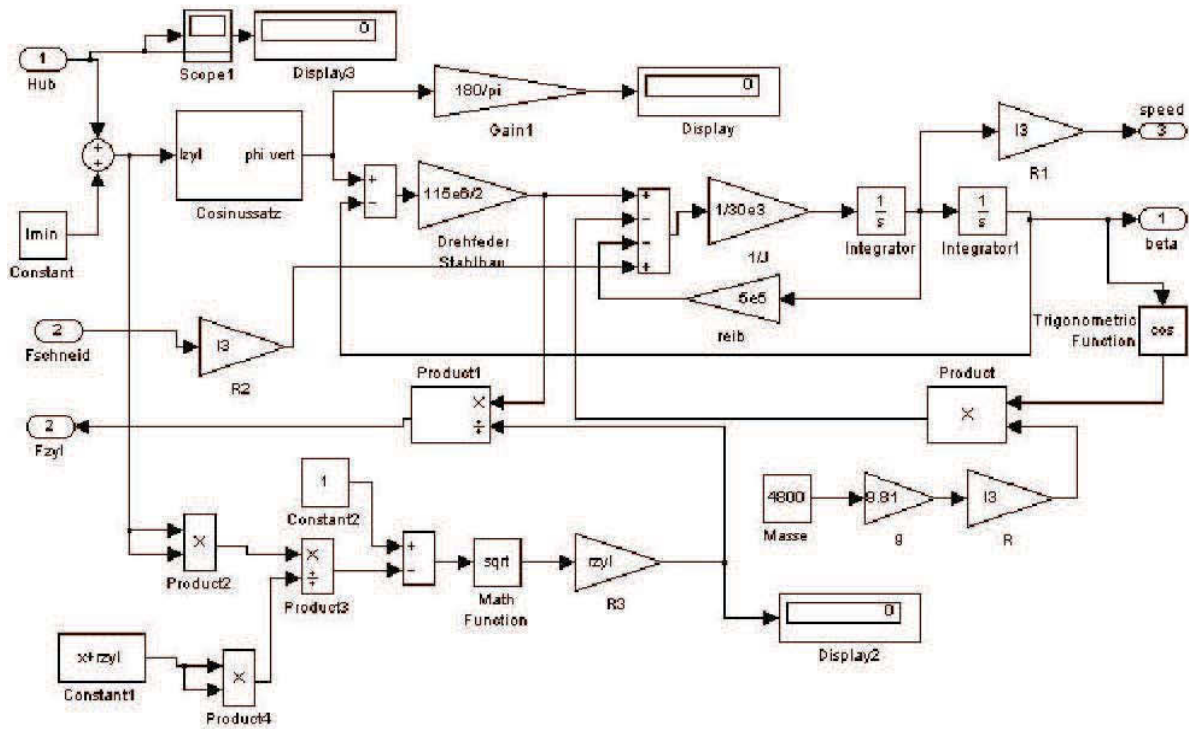 1
Hub
Scope1
0
Display3
180/pi
Gain1
0
Display
speed
3
l3
R1
lzyl
phi vert
Cosinussatz
+
+
lmin
Constant
+
−
115e6/2
Drehfeder
Stahlbau
+
−
−
+
1/30e3
1/J
1
s
Integrator
1
s
Integrator1
1
beta
5e5
reib
Trigonometric
Function
cos
2
Fschneid
l3
R2
Product1
×
÷
Product
×
2
Fzyl
1
Constant2
4800
Masse
9.81
g
l3
R
×
Product2
×
÷
Product3
+
−
sqrt
Math
Function
rzyl
R3
0
Display2
x+rzyl
Constant1
×
Product4